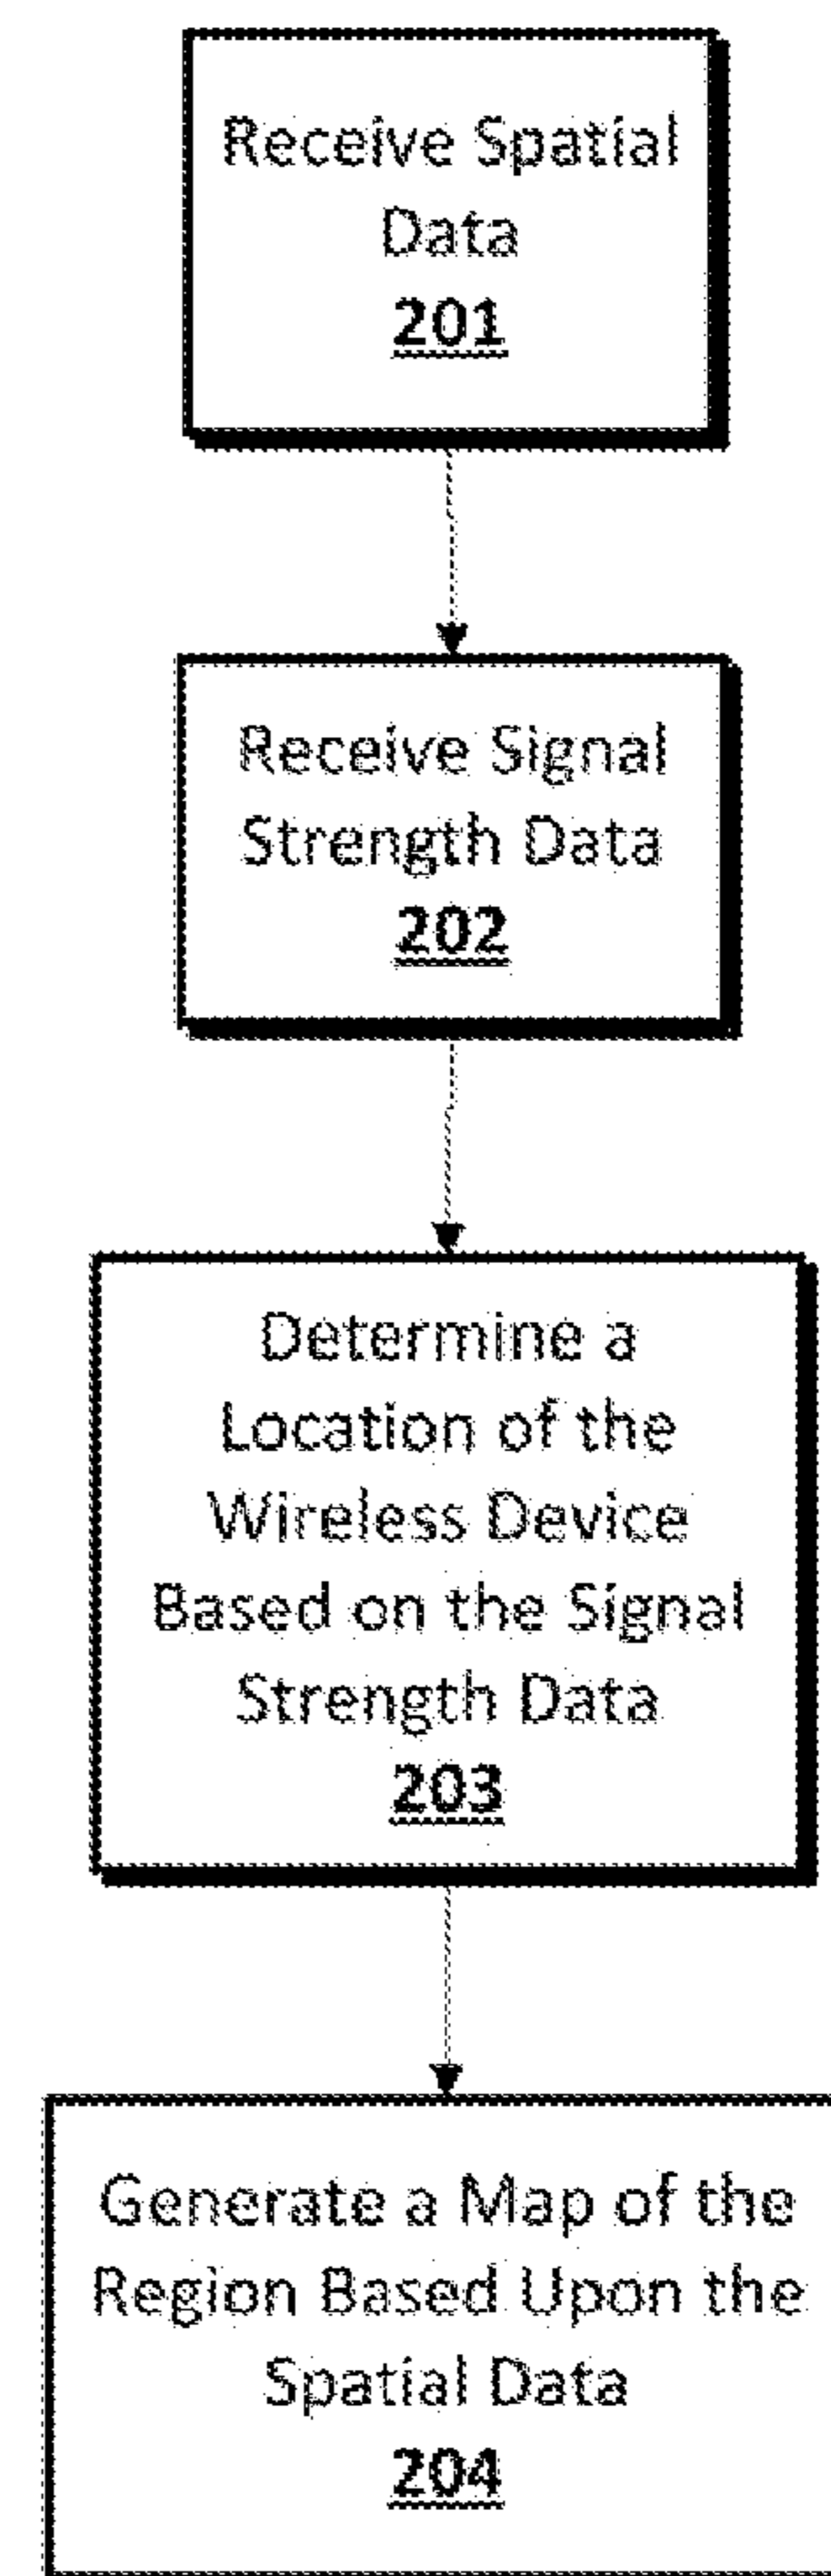 Receive Spatial
Data
201
Receive Signal
Strength Data
202
Determine a
Location of the
Wireless Device
Based on the Signal
Strength Data
203
Generate a Map of the
Region Based Upon the
Spatial Data
204